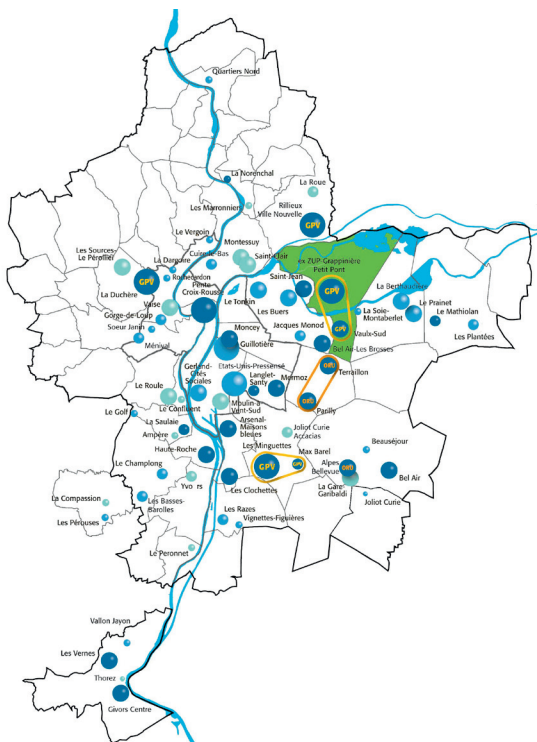 Quartiers Nord
La Norenchal
La Roue
Les Marronniers
Rillieux
Ville Nouvelle
GPV
Le Vergoin
Montessuy
Les Sources-
Le Pérollier
Cuire-le-Bas
Saint-Clair
ex ZUP-Grappinière
Petit Pont
La Dargoire
GPV
Rochecardon
Saint Jean
GPV
La Berthaudière
La Duchère
Pente
Croix-Rousse
Vaise
Le Tonkin
Les Buers
La Soie-
Montaberlet
Le Prainet
Gorge-de-Loup
Le Mathiolan
Soeur Janin
Moncey
Jacques Monod
GPV
Vaulx-Sud
Les Plantées
Ménival
Guillotière
Bel Air-Les Brosses
Gerland-
Cités
Sociales
Etats-Unis-Pressensé
Langlet-
Santy
Mermoz
ORU
Terraillon
Le Roule
Le Confluent
Moulin-à
Vent-Sud
ORU
Parilly
Le Golf
La Saulaie
Arsenal-
Maisons
bleues
Ampère
Joliot Curie
Accacias
Haute-Roche
Les Minguettes
Max Barel
Beauséjour
GPV
GPV
Alpes
Bellevue
ORU
Bel Air
Le Champlong
Les Clochettes
La Gare-
Garibaldi
La Compassion
Les Basses-
Barolles
Joliot Curie
Les Pérouses
Les Razes
Vignettes-Figuières
Le Peronnet
Vallon Jayon
Les Vernes
Thorez
Givors Centre